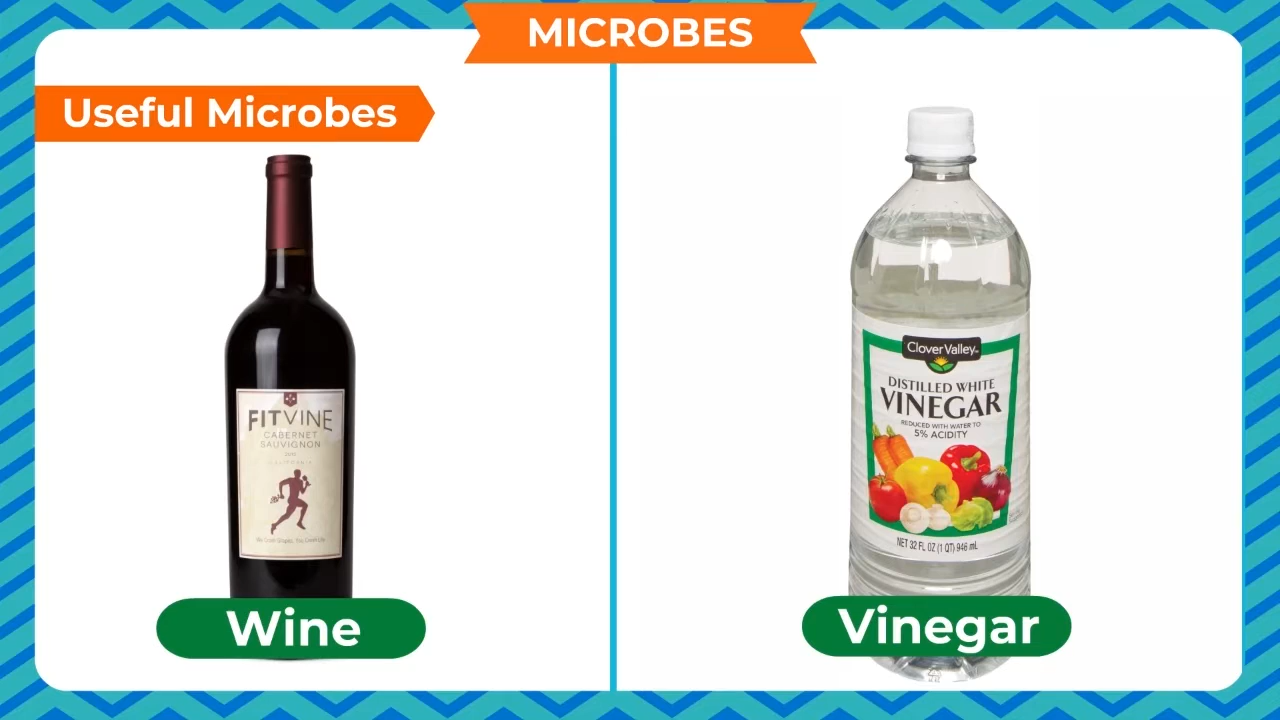 MICROBES
Useful Microbes
FITVINE
CABERNET
SAUVIGNON
CALIFORNIA
Wine
Clover Valley
DISTILLED WHITE
VINEGAR
REDUCED WITH WATER TO
5% ACIDITY
NET 32 FL OZ (1 QT) 946 mL
Vinegar